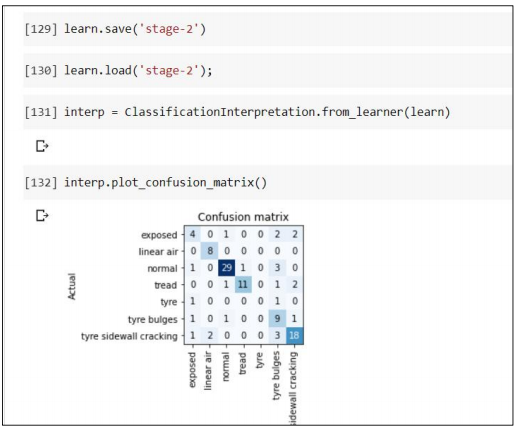 [129] learn.save('stage-2')
[130] learn.load('stage-2');
[131] interp = ClassificationInterpretation.from_learner(learn)
[132] interp.plot_confusion_matrix()
Confusion matrix
Actual
exposed 4 0 1 0 0 2 2
linear air 0 8 0 0 0 0 0
normal 1 0 29 1 0 3 0
tread 0 0 1 11 0 1 2
tyre 1 0 0 0 0 1 0
tyre bulges 1 0 1 0 0 9 1
tyre sidewall cracking 1 2 0 0 0 3 18
exposed
linear air
normal
tread
tyre
tyre bulges
idewall cracking